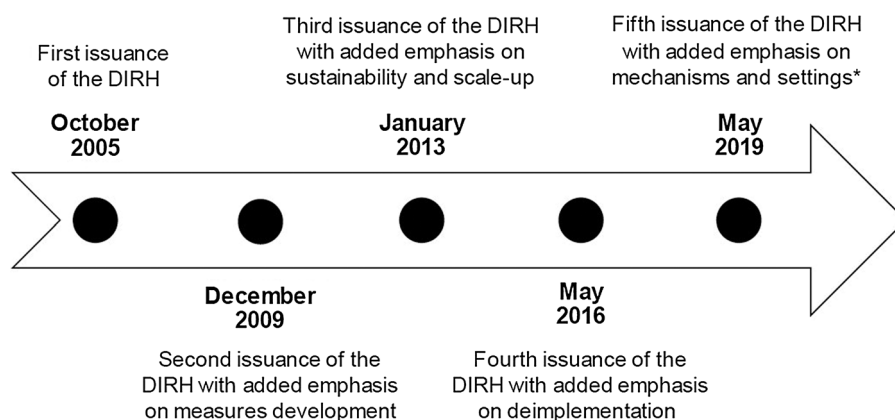 First issuance
of the DIRH
October
2005
December
2009
Second issuance of the
DIRH with added emphasis
on measures development
Third issuance of the DIRH
with added emphasis on
sustainability and scale-up
January
2013
May
2016
Fourth issuance of the
DIRH with added emphasis
on deimplementation
Fifth issuance of the DIRH
with added emphasis on
mechanisms and settings*
May
2019